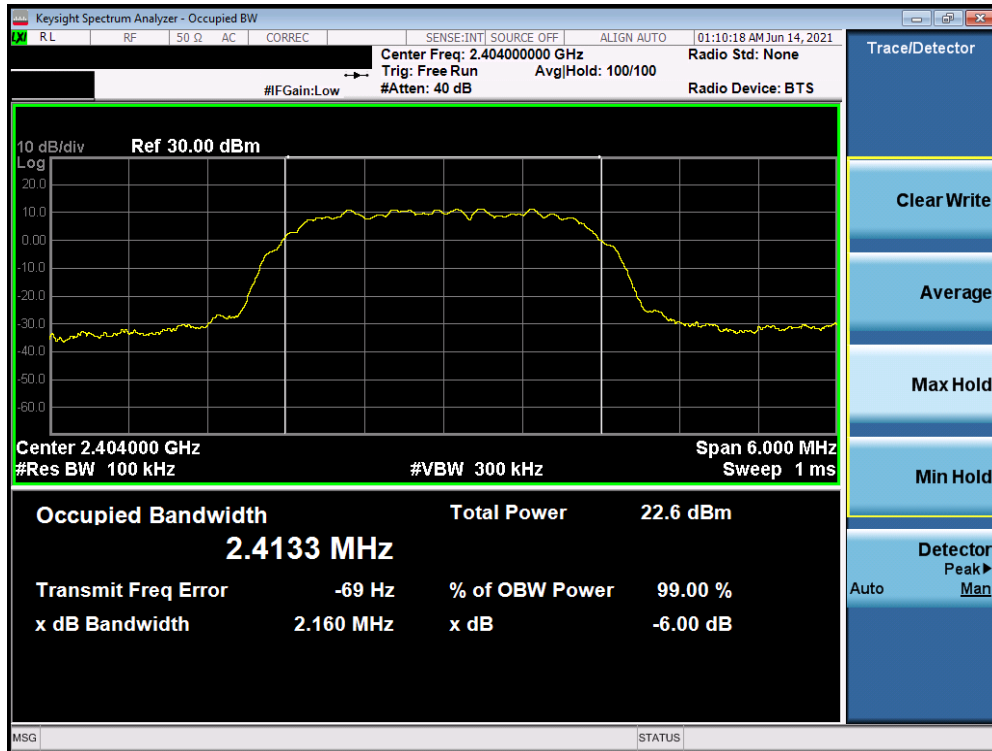 Keysight Spectrum Analyzer - Occupied BW
LXI RL RF 50 Ω AC CORREC SENSE:INT SOURCE OFF ALIGN AUTO 01:10:18 AM Jun 14, 2021
Center Freq: 2.404000000 GHz Radio Std: None
Trig: Free Run Avg|Hold: 100/100
#IFGain:Low #Atten: 40 dB Radio Device: BTS
10 dB/div Ref 30.00 dBm
Log
20.0
10.0
0.00
-10.0
-20.0
-30.0
-40.0
-50.0
-60.0
Center 2.404000 GHz Span 6.000 MHz
#Res BW 100 kHz #VBW 300 kHz Sweep 1 ms
Occupied Bandwidth Total Power 22.6 dBm
2.4133 MHz
Transmit Freq Error -69 Hz % of OBW Power 99.00 %
x dB Bandwidth 2.160 MHz x dB -6.00 dB
MSG STATUS
Trace/Detector
Clear Write
Average
Max Hold
Min Hold
Detector
Peak▶
Auto Man